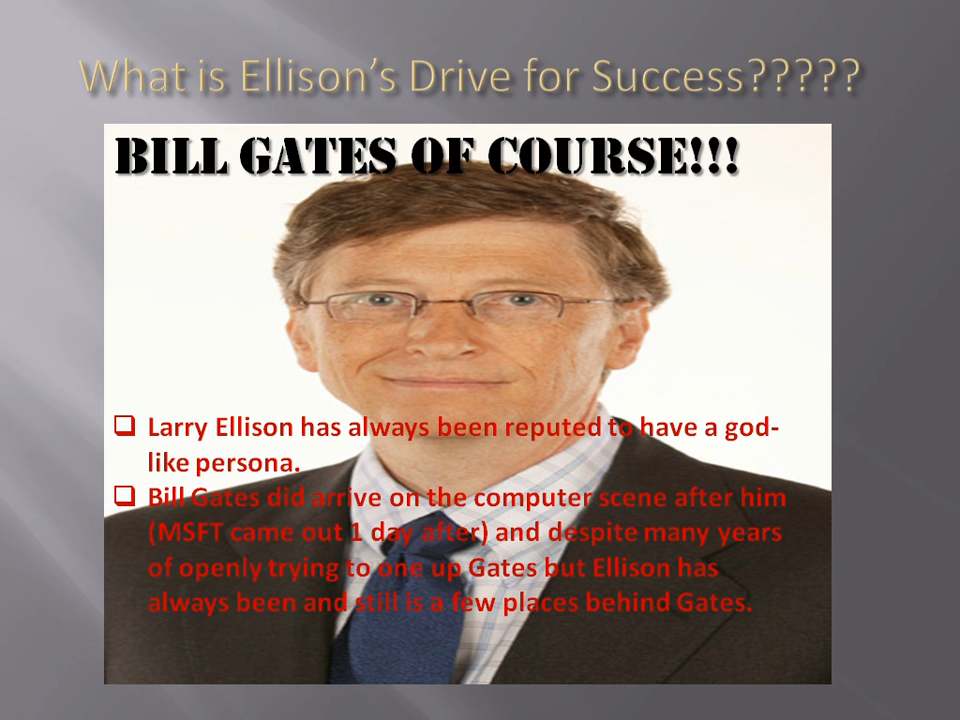 What is Ellison's Drive for Success?????
BILL GATES OF COURSE!!!
❑ Larry Ellison has always been reputed to have a god-
like persona.
❑ Bill Gates did arrive on the computer scene after him
(MSFT came out 1 day after) and despite many years
of openly trying to one up Gates but Ellison has
always been and still is a few places behind Gates.